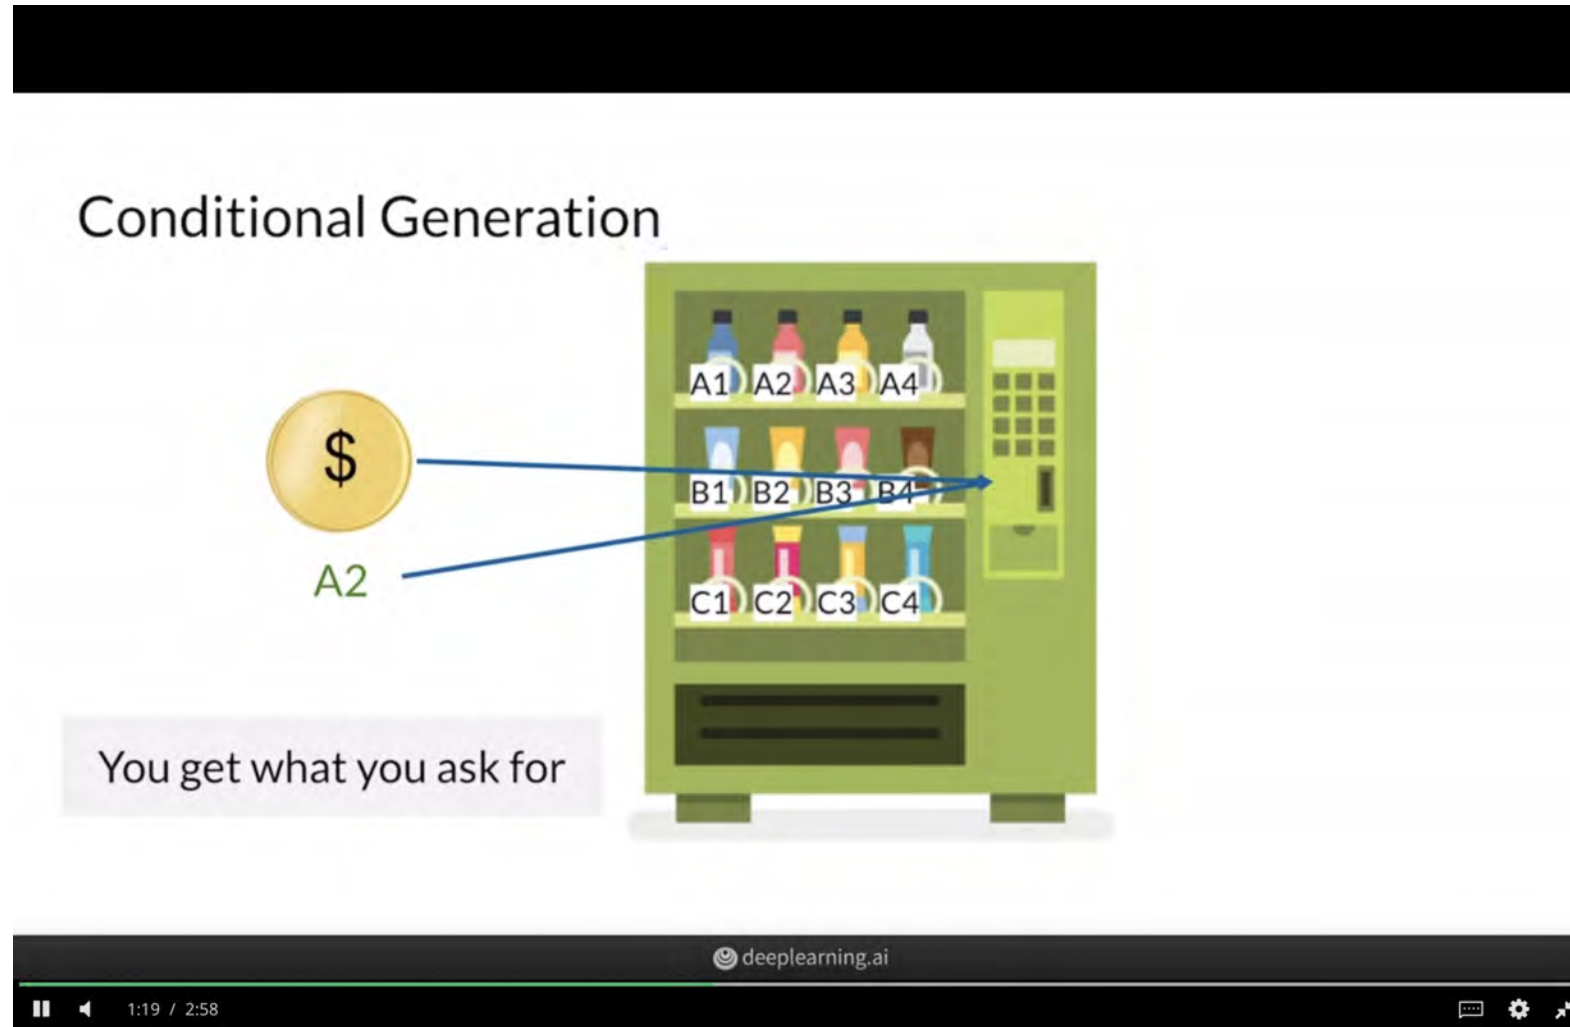 Conditional Generation
$
A2
You get what you ask for
A1 A2 A3 A4
B1 B2 B3 B4
C1 C2 C3 C4
deeplearning.ai
1:19 / 2:58